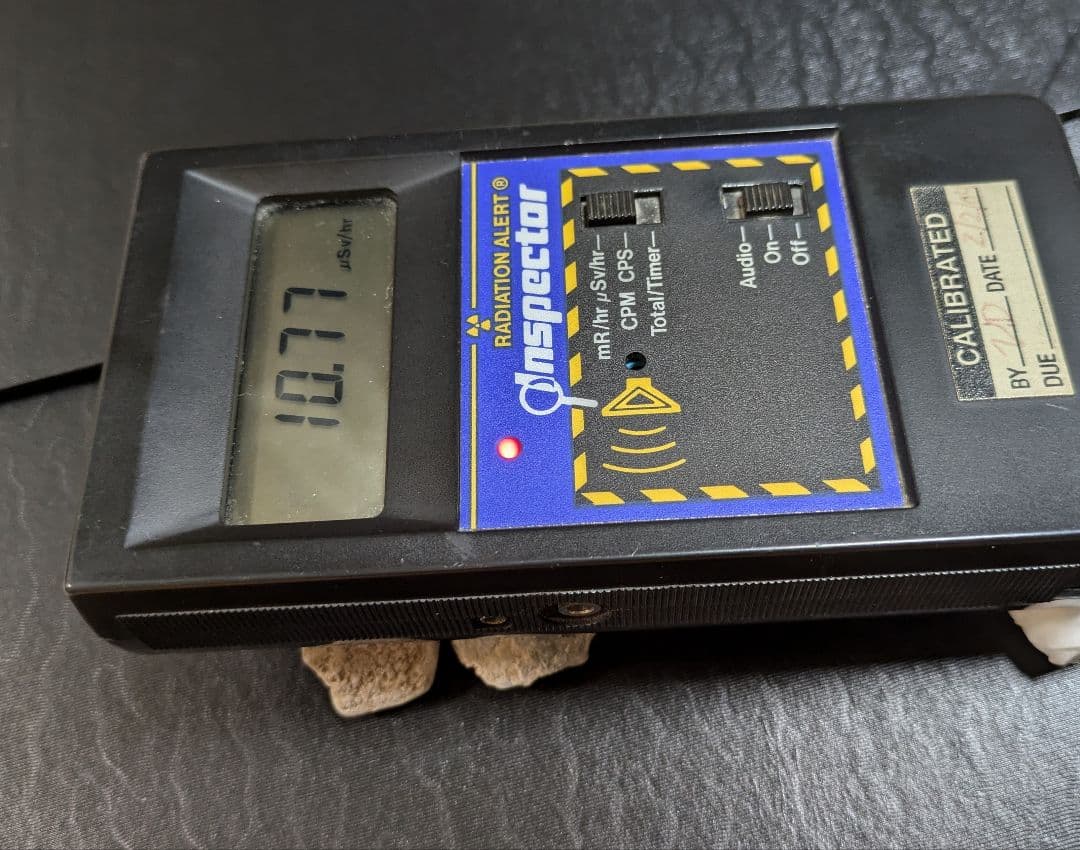 10.77 μSv/hr
RADIATION ALERT®
Inspector
mR/hr μSv/hr
CPM CPS
Total/Timer
Audio
On
Off
CALIBRATED
BY DATE
DUE